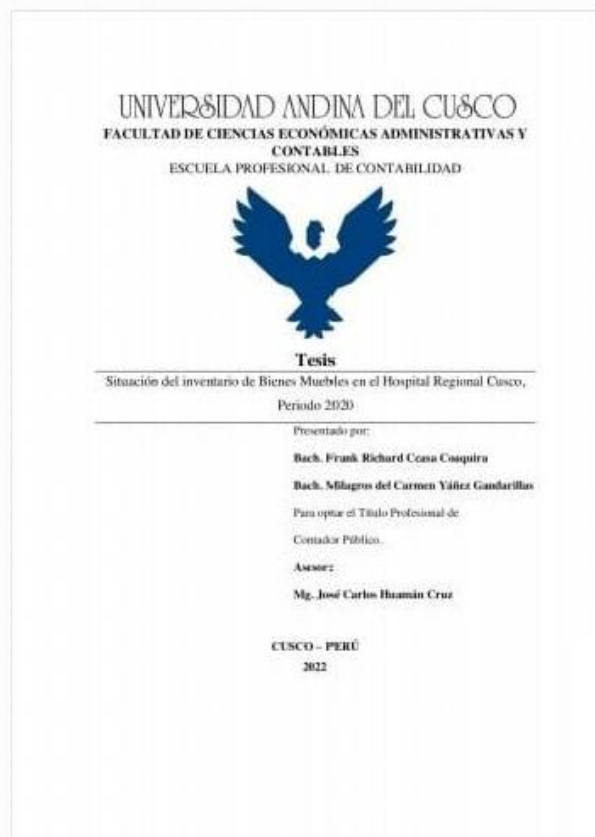 UNIVERSIDAD ANDINA DEL CUSCO
FACULTAD DE CIENCIAS ECONÓMICAS ADMINISTRATIVAS Y
CONTABLES
ESCUELA PROFESIONAL DE CONTABILIDAD
Tesis
Situación del inventario de Bienes Muebles en el Hospital Regional Cusco,
Periodo 2020
Presentado por:
Bach. Frank Richard Ccasa Coaquira
Bach. Milagros del Carmen Yáñez Gandarillas
Para optar el Título Profesional de
Contador Público.
Asesor:
Mg. José Carlos Huamán Cruz
CUSCO – PERÚ
2022